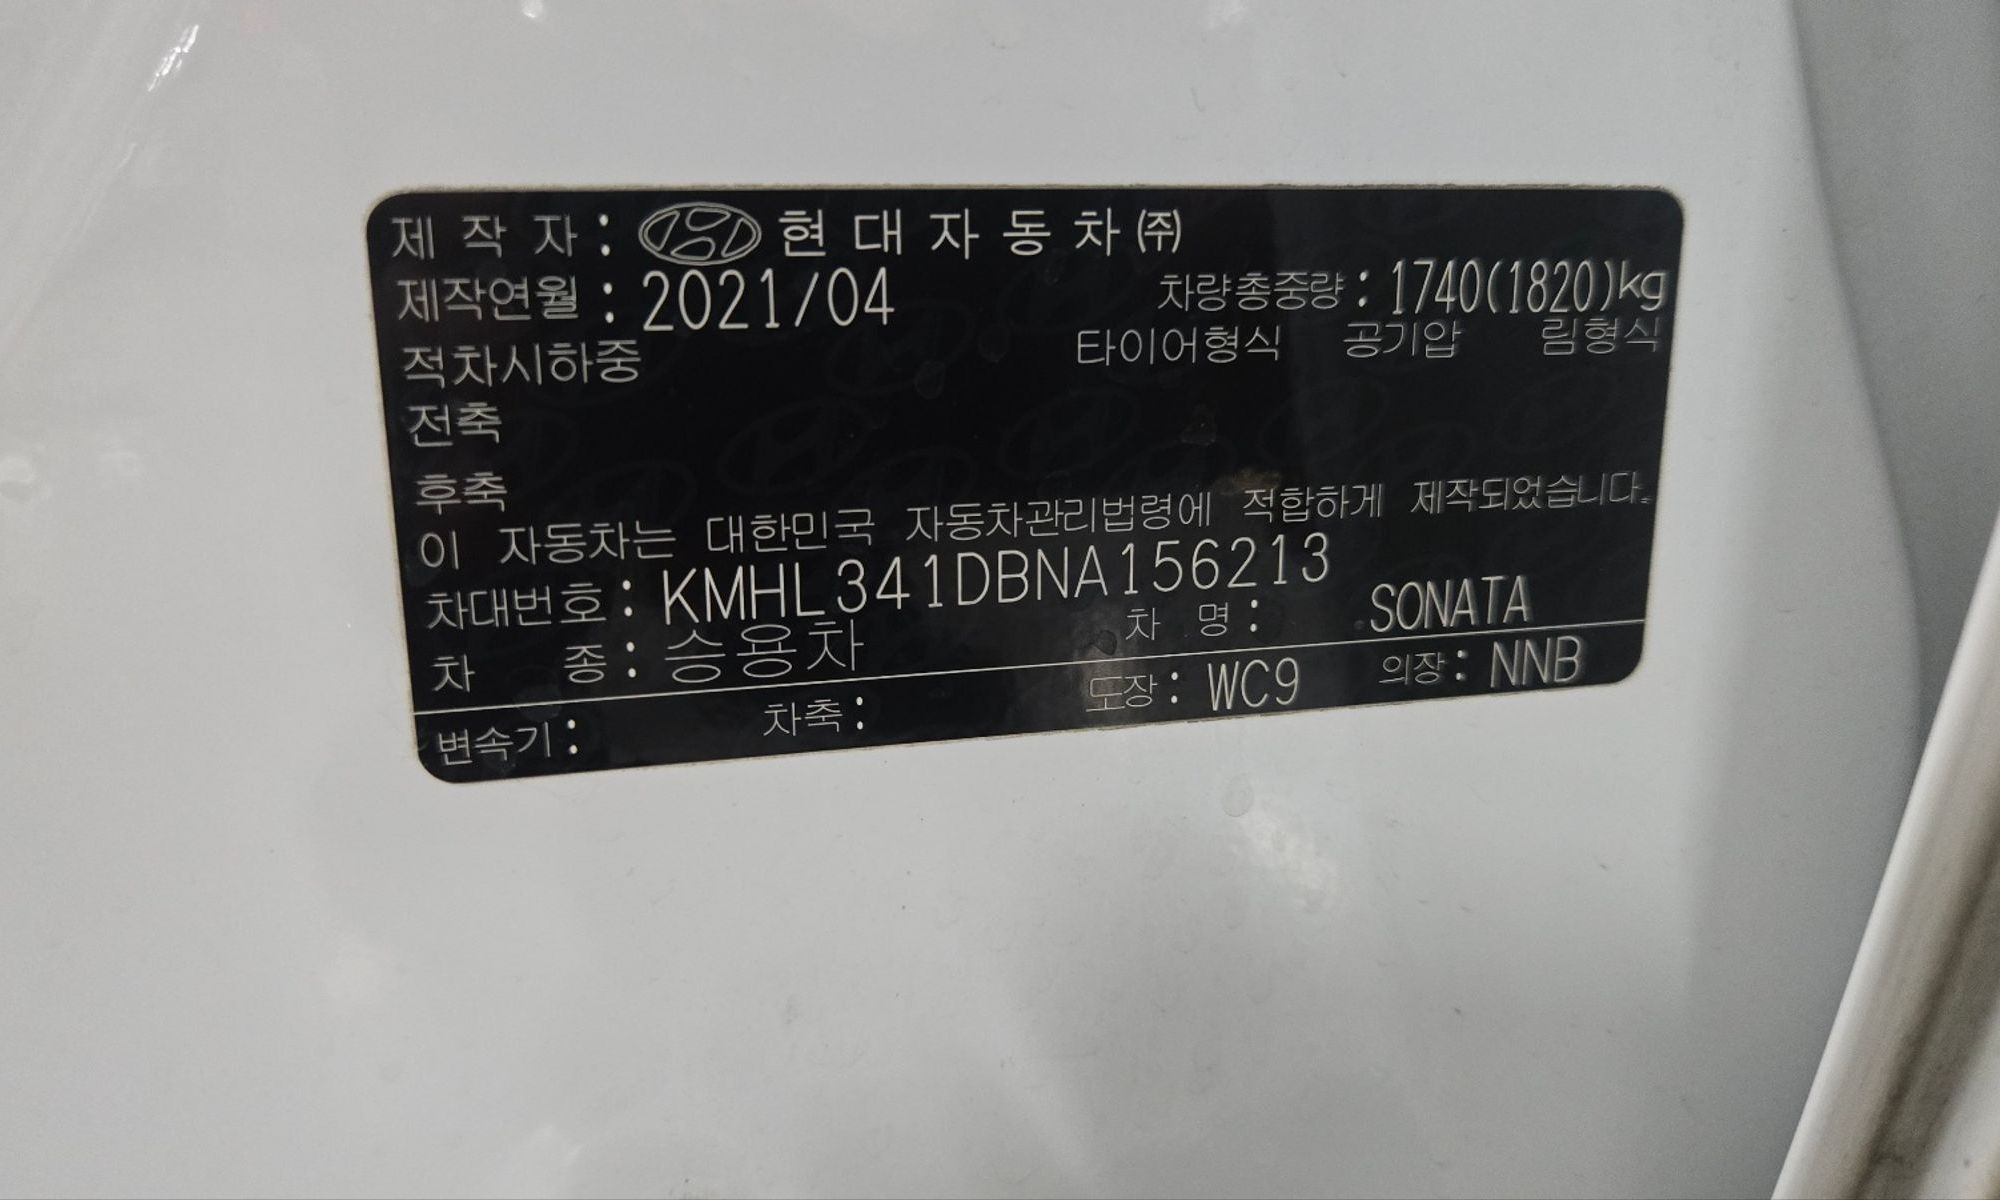 제 작 자 : 현 대 자 동 차 ㈜
제작연월 : 2021/04 차량총중량 : 1740(1820)kg
적차시하중 타이어형식 공기압 림형식
전축
후축
이 자동차는 대한민국 자동차관리법령에 적합하게 제작되었습니다.
차대번호 : KMHL341DBNA156213
차 종 : 승용차 차 명 : SONATA
변속기 : 차축 : 도장 : WC9 의장 : NNB